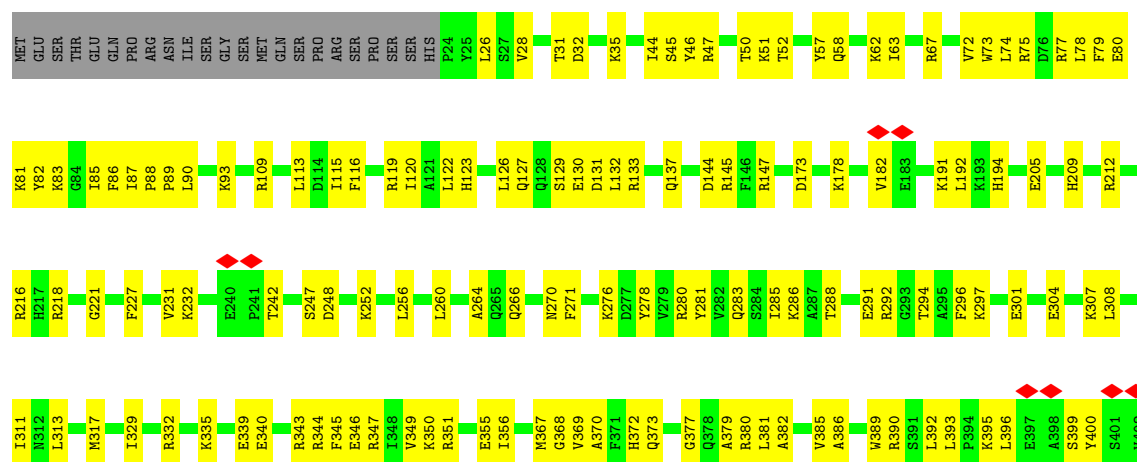 MET GLU SER THR GLU GLN PRO ARG ASN ILE SER GLY SER MET GLN SER PRO ARG SER PRO SER SER HIS P24 Y25 L26 S27 V28 T31 D32 K35 I44 S45 Y46 R47 T50 K51 T52 Y57 Q58 K62 I63 R67 V72 W73 L74 R75 D76 R77 L78 F79 E80
K81 Y82 K83 G84 I85 F86 I87 P88 P89 L90 K93 R109 L113 D114 I115 F116 R119 I120 A121 L122 H123 L126 Q127 Q128 S129 E130 D131 L132 R133 Q137 D144 R145 F146 R147 D173 K178 V182 E183 K191 L192 K193 H194 E205 H209 R212
R216 H217 R218 G221 F227 V231 K232 E240 P241 T242 S247 D248 K252 L256 L260 A264 Q265 Q266 N270 F271 K276 D277 Y278 V279 R280 Y281 V282 Q283 S284 I285 K286 A287 T288 E291 R292 G293 T294 A295 F296 K297 E301 E304 K307 L308
I311 N312 L313 M317 I329 R332 K335 E339 E340 R343 R344 F345 E346 R347 I348 V349 K350 R351 E355 I356 M367 G368 V369 A370 F371 H372 Q373 G377 Q378 A379 R380 L381 A382 V385 A386 W389 R390 S391 L392 L393 P394 K395 L396 E397 A398 S399 Y400 S401